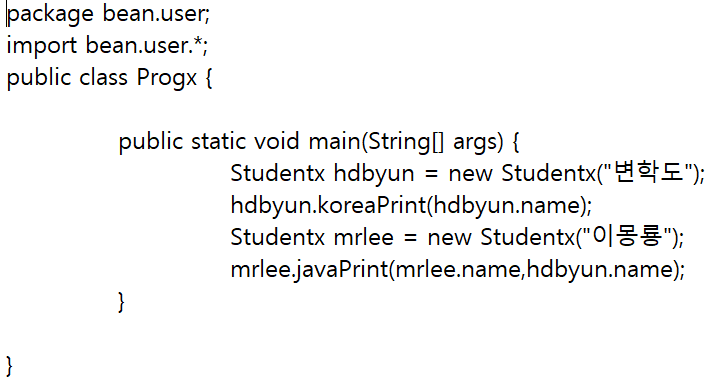 package bean.user;
import bean.user.*;
public class Progx {
public static void main(String[] args) {
Studentx hdbyun = new Studentx("변학도");
hdbyun.koreaPrint(hdbyun.name);
Studentx mrlee = new Studentx("이몽룡");
mrlee.javaPrint(mrlee.name,hdbyun.name);
}
}